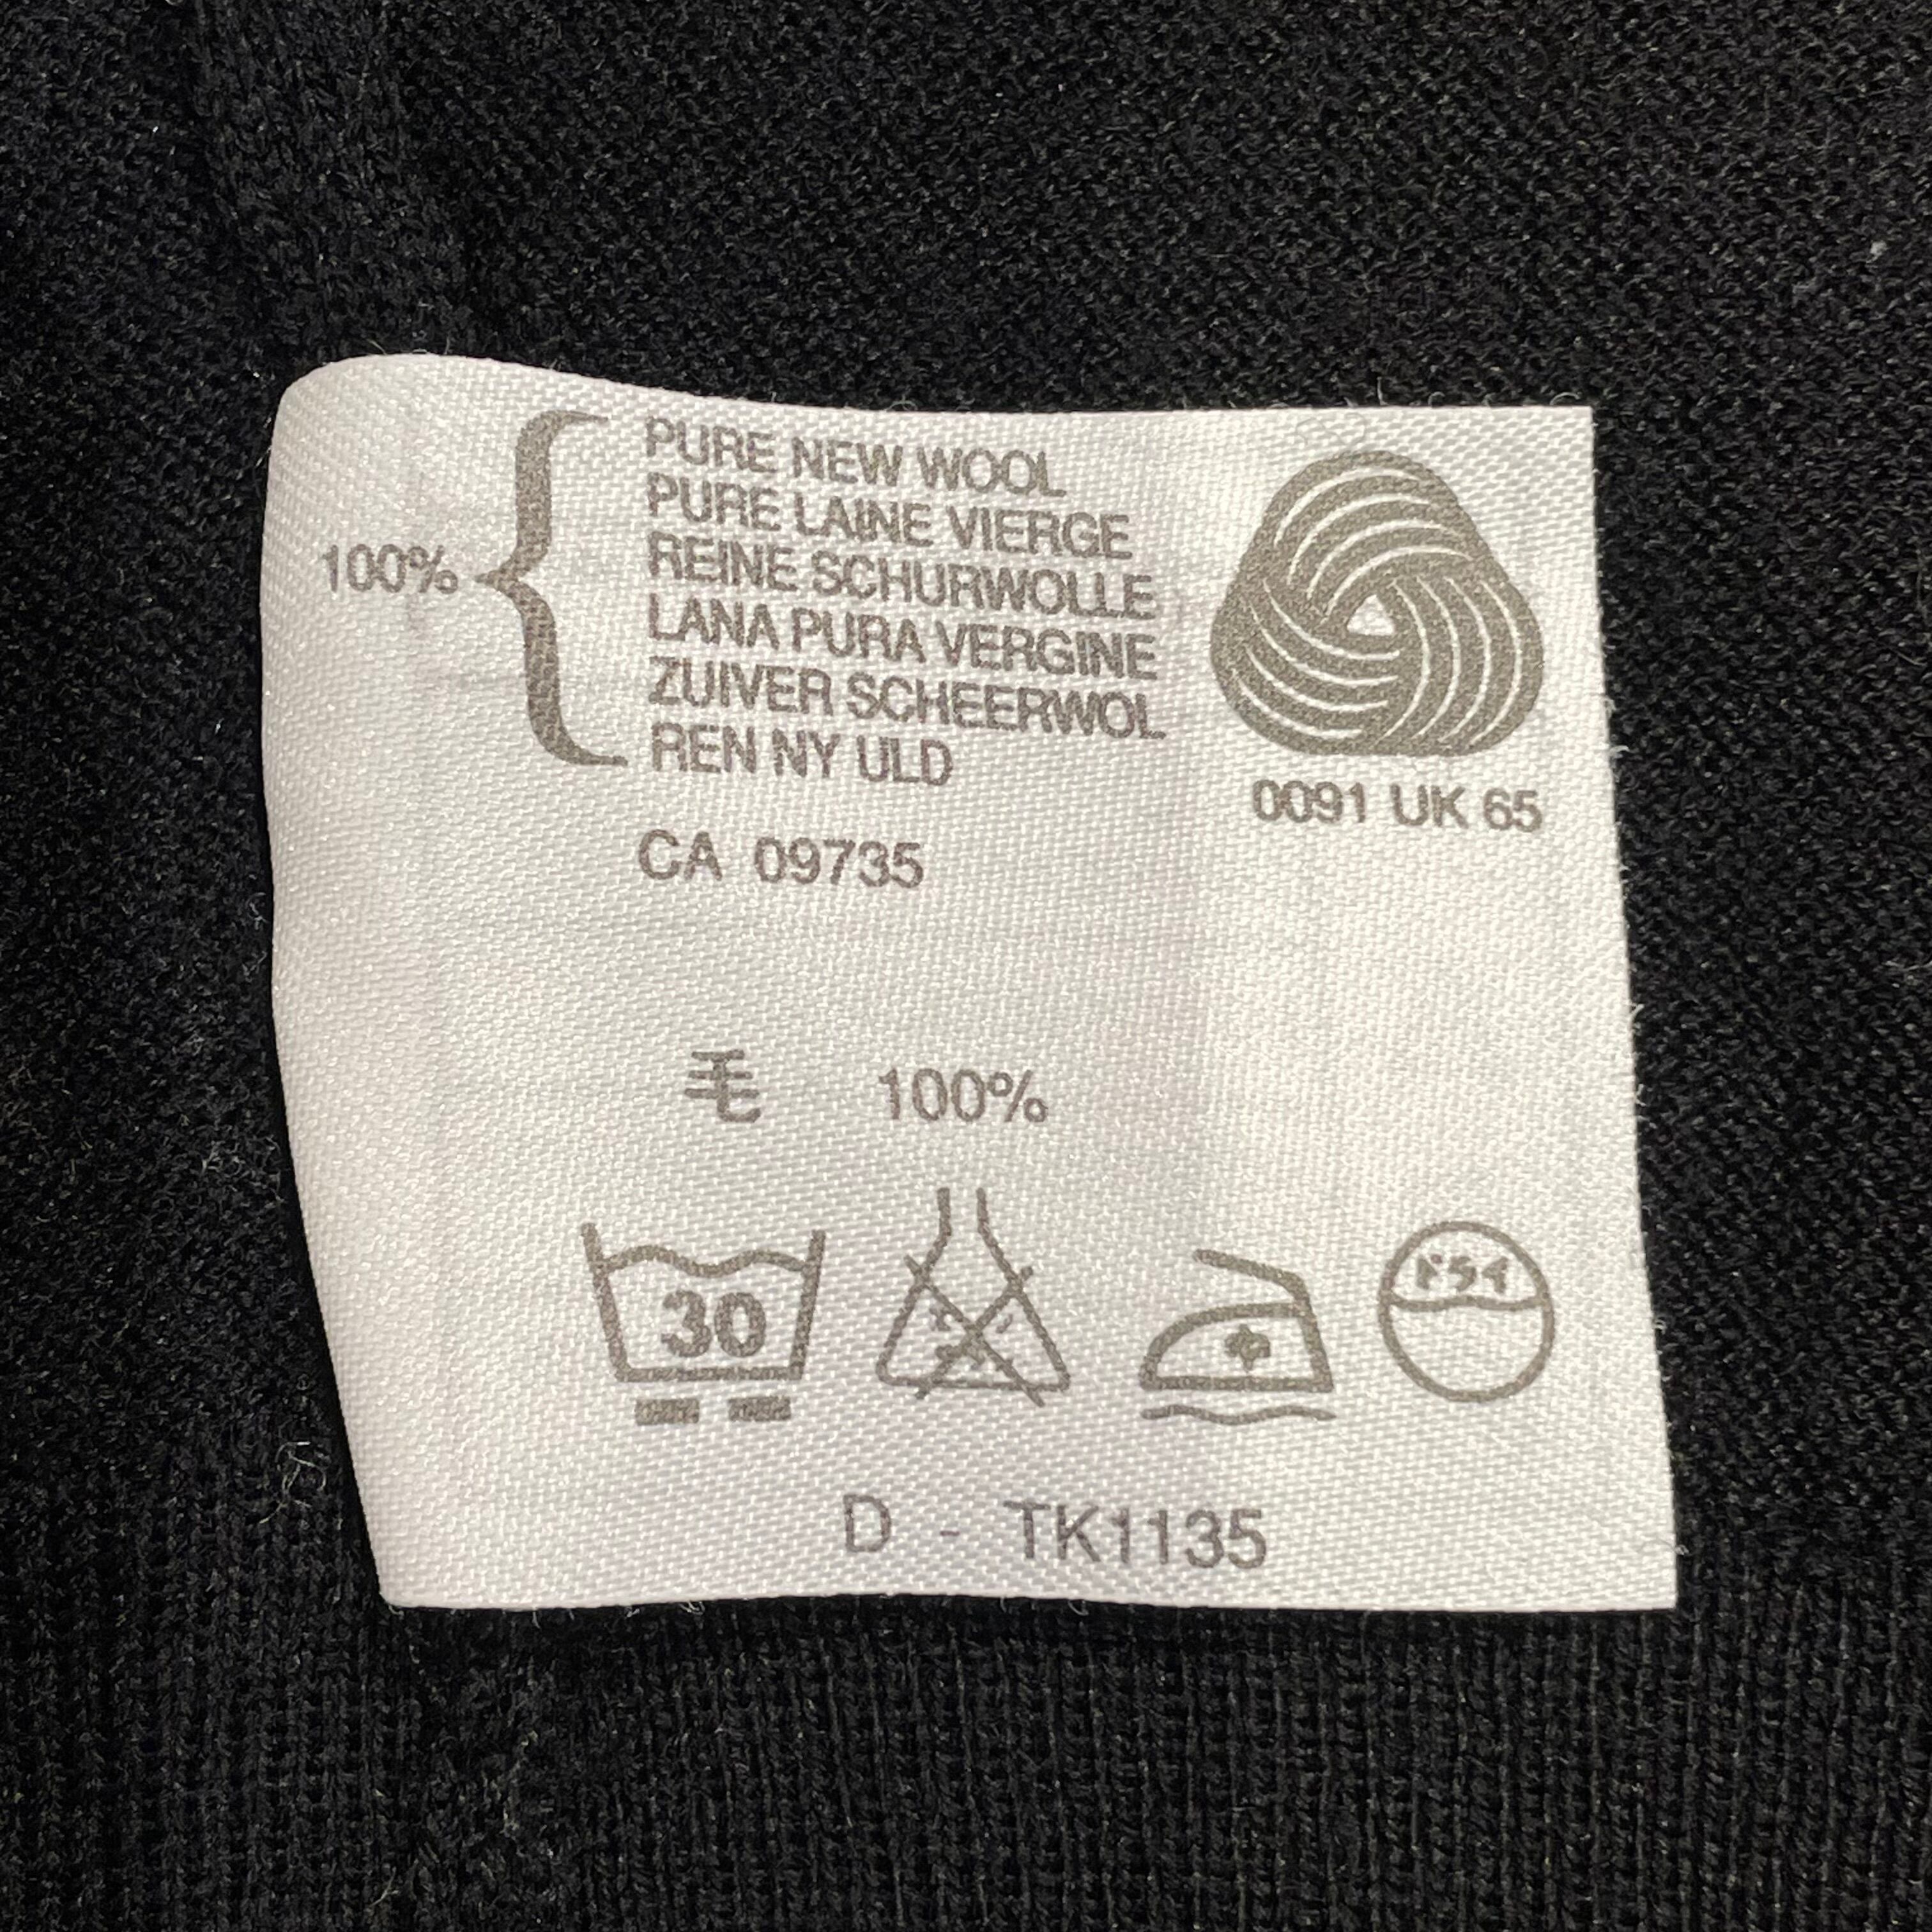 100%
PURE NEW WOOL
PURE LAINE VIERGE
REINE SCHURWOLLE
LANA PURA VERGINE
ZUIVER SCHEERWOL
REN NY ULD
0091 UK 65
CA 09735
毛 100%
30
ドライ
D - TK1135